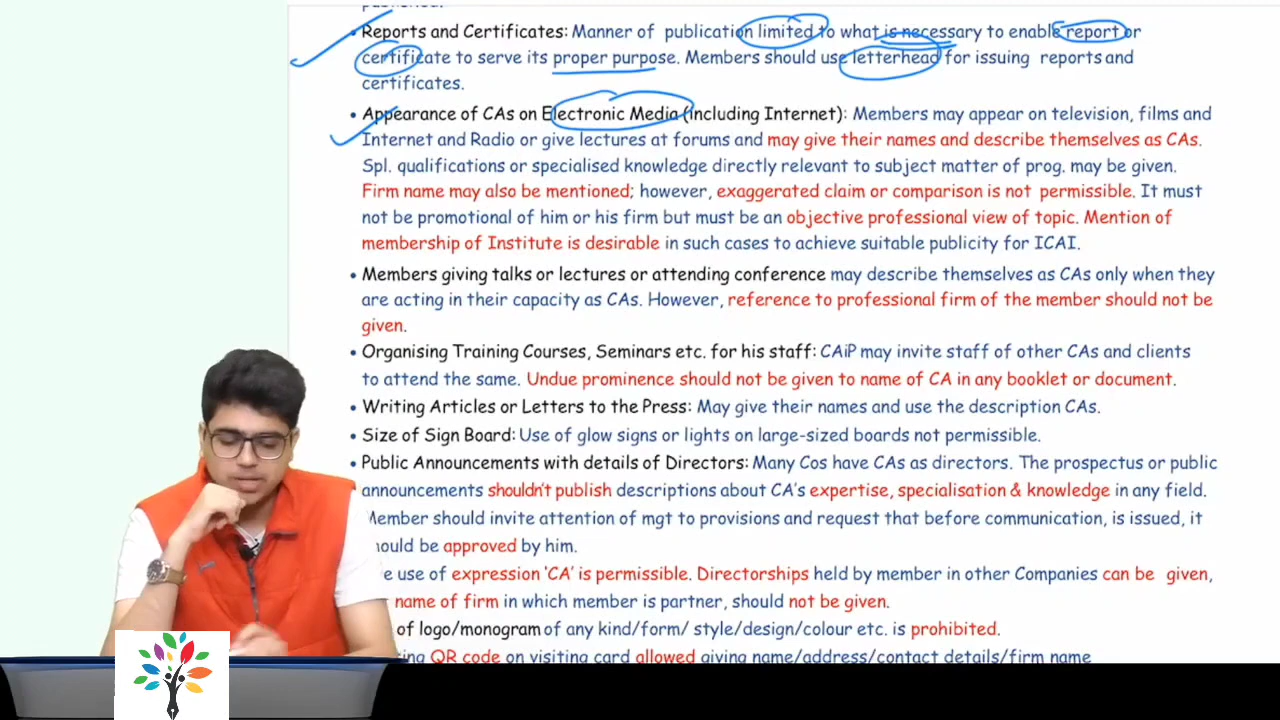 published.
• Reports and Certificates: Manner of publication limited to what is necessary to enable report or
certificate to serve its proper purpose. Members should use letterhead for issuing reports and
certificates.
• Appearance of CAs on Electronic Media (including Internet): Members may appear on television, films and
Internet and Radio or give lectures at forums and may give their names and describe themselves as CAs.
Spl. qualifications or specialised knowledge directly relevant to subject matter of prog. may be given.
Firm name may also be mentioned; however, exaggerated claim or comparison is not permissible. It must
not be promotional of him or his firm but must be an objective professional view of topic. Mention of
membership of Institute is desirable in such cases to achieve suitable publicity for ICAI.
• Members giving talks or lectures or attending conference may describe themselves as CAs only when they
are acting in their capacity as CAs. However, reference to professional firm of the member should not be
given.
• Organising Training Courses, Seminars etc. for his staff: CAiP may invite staff of other CAs and clients
to attend the same. Undue prominence should not be given to name of CA in any booklet or document.
• Writing Articles or Letters to the Press: May give their names and use the description CAs.
• Size of Sign Board: Use of glow signs or lights on large-sized boards not permissible.
• Public Announcements with details of Directors: Many Cos have CAs as directors. The prospectus or public
announcements shouldn't publish descriptions about CA's expertise, specialisation & knowledge in any field.
Member should invite attention of mgt to provisions and request that before communication, is issued, it
should be approved by him.
use of expression 'CA' is permissible. Directorships held by member in other Companies can be given,
name of firm in which member is partner, should not be given.
of logo/monogram of any kind/form/ style/design/colour etc. is prohibited.
QR code on visiting card allowed giving name/address/contact details/firm name